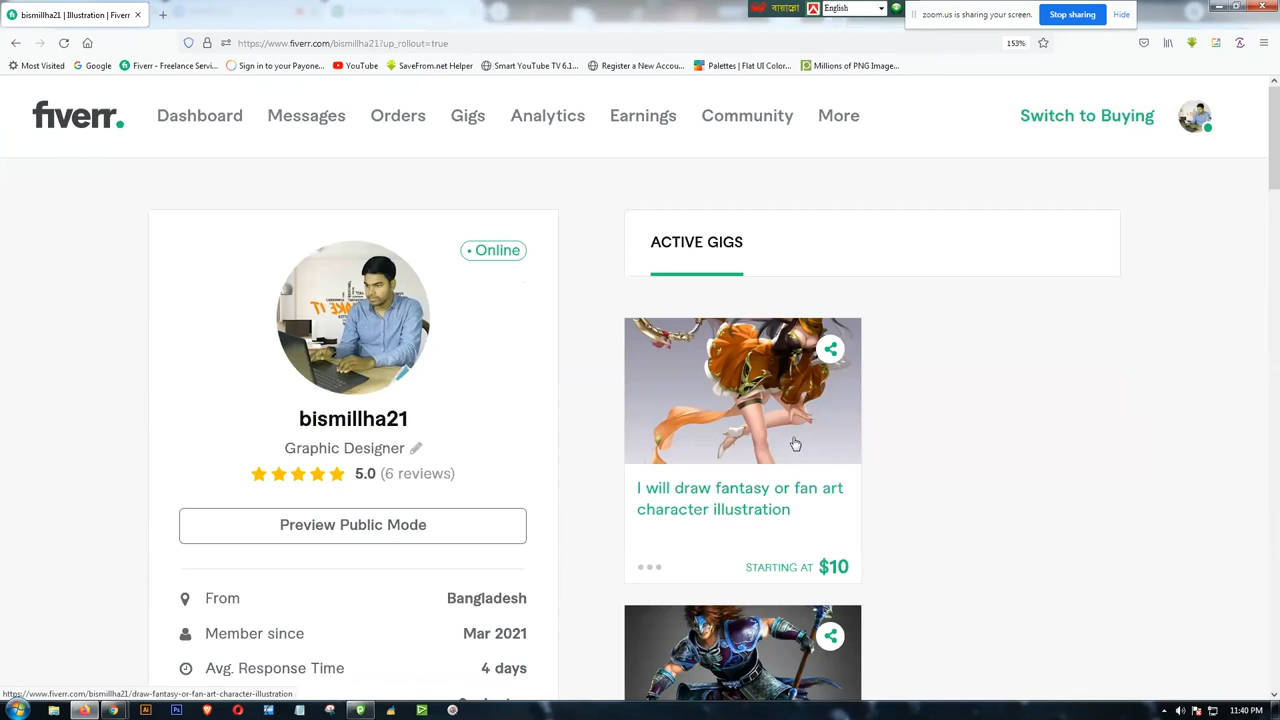 bismillha21 | Illustration | Fiverr
English
zoom.us is sharing your screen.
Stop sharing
Hide
https://www.fiverr.com/bismillha21?up_rollout=true
153%
Most Visited
Google
Fiverr - Freelance Servi...
Sign in to your Payone...
YouTube
SaveFrom.net Helper
Smart YouTube TV 6.1...
Register a New Accou...
Palettes | Flat UI Color...
Millions of PNG Image...
fiverr.
Dashboard
Messages
Orders
Gigs
Analytics
Earnings
Community
More
Switch to Buying
• Online
ACTIVE GIGS
bismillha21
Graphic Designer
5.0 (6 reviews)
Preview Public Mode
From Bangladesh
Member since Mar 2021
Avg. Response Time 4 days
I will draw fantasy or fan art
character illustration
STARTING AT $10
https://www.fiverr.com/bismillha21/draw-fantasy-or-fan-art-character-illustration
11:40 PM